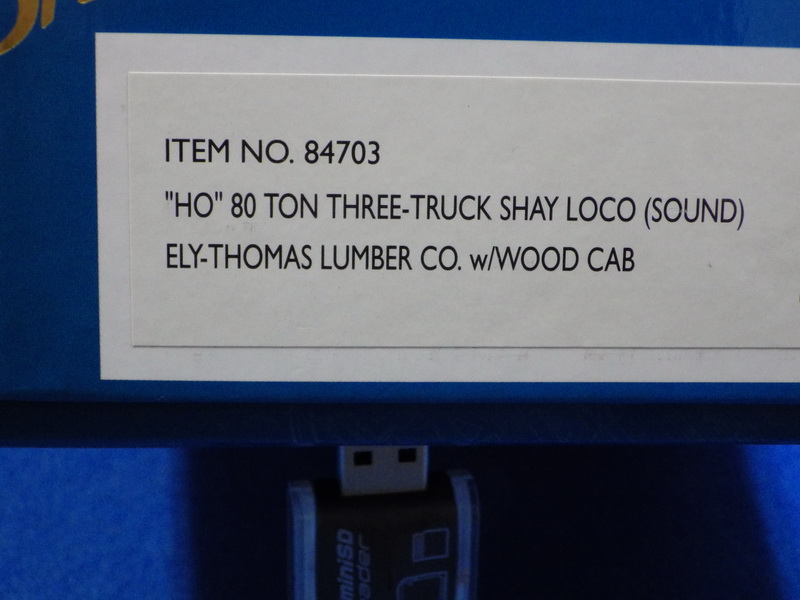 ITEM NO. 84703
"HO" 80 TON THREE-TRUCK SHAY LOCO (SOUND)
ELY-THOMAS LUMBER CO. w/WOOD CAB
miniSD